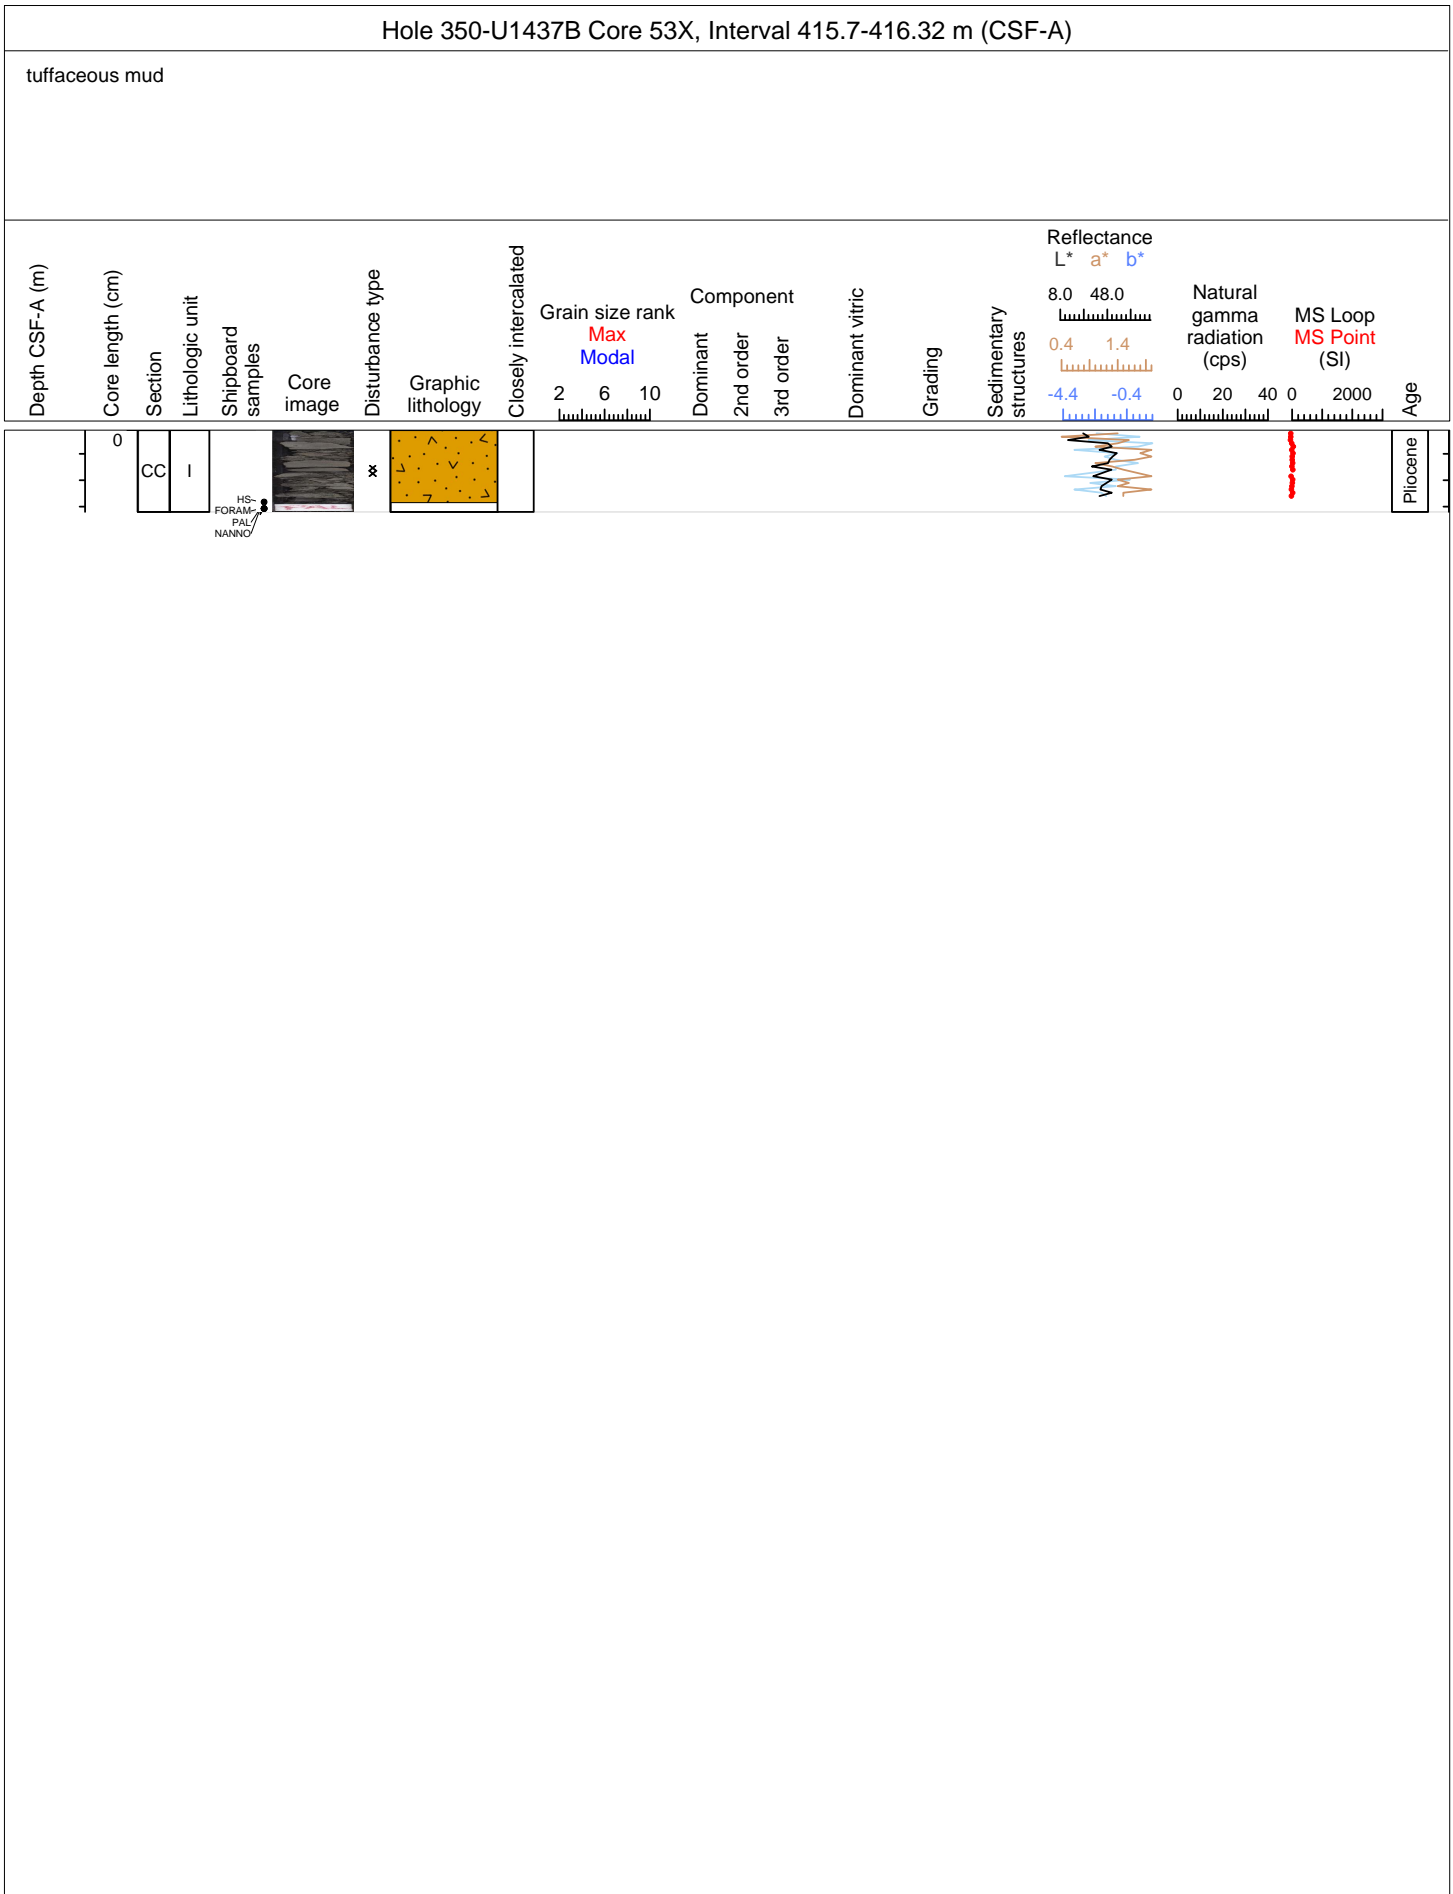 Hole 350-U1437B Core 53X, Interval 415.7-416.32 m (CSF-A)
tuffaceous mud
Depth CSF-A (m)
Core length (cm)
Section
Lithologic unit
Shipboard
samples
Core
image
Disturbance type
Graphic
lithology
Closely intercalated
Grain size rank
Max
Modal
2 6 10
Component
Dominant
2nd order
3rd order
Dominant vitric
Grading
Sedimentary
structures
Reflectance
L* a* b*
8.0 48.0
0.4 1.4
-4.4 -0.4
Natural
gamma
radiation
(cps)
0 20 40
MS Loop
MS Point
(SI)
0 2000
Age
0
CC
I
HS
FORAM
PAL
NANNO
Pliocene